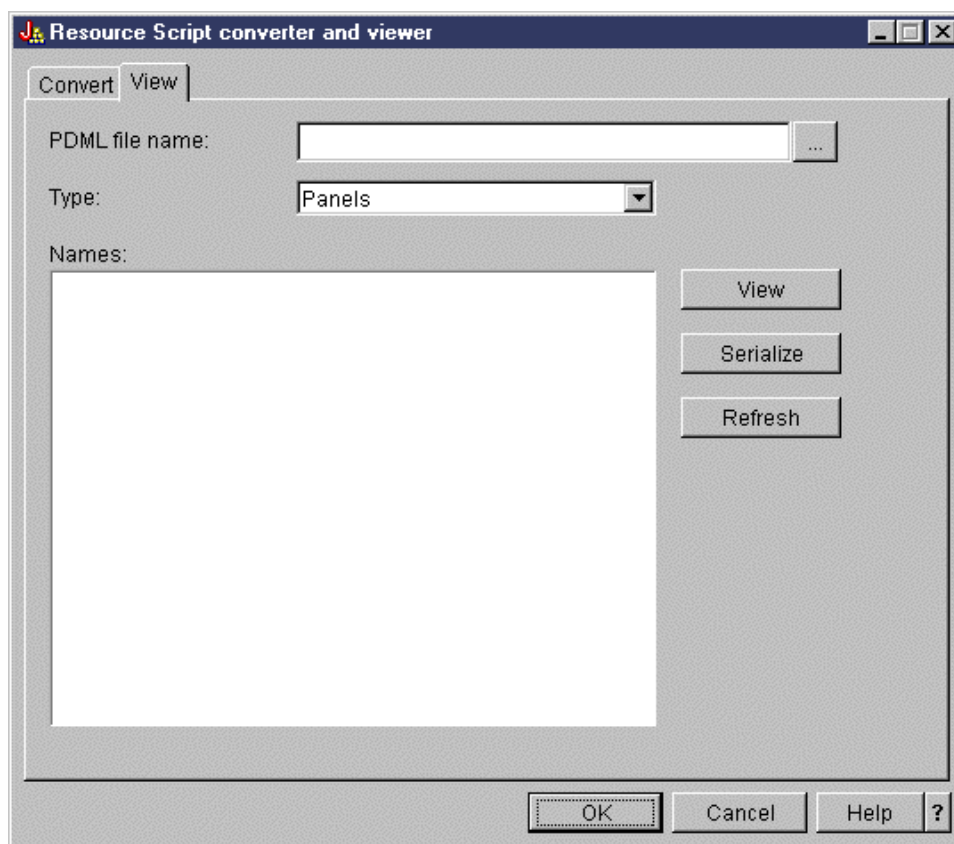 Resource Script converter and viewer
Convert View
PDML file name:
...
Type: Panels
Names:
View
Serialize
Refresh
OK Cancel Help ?